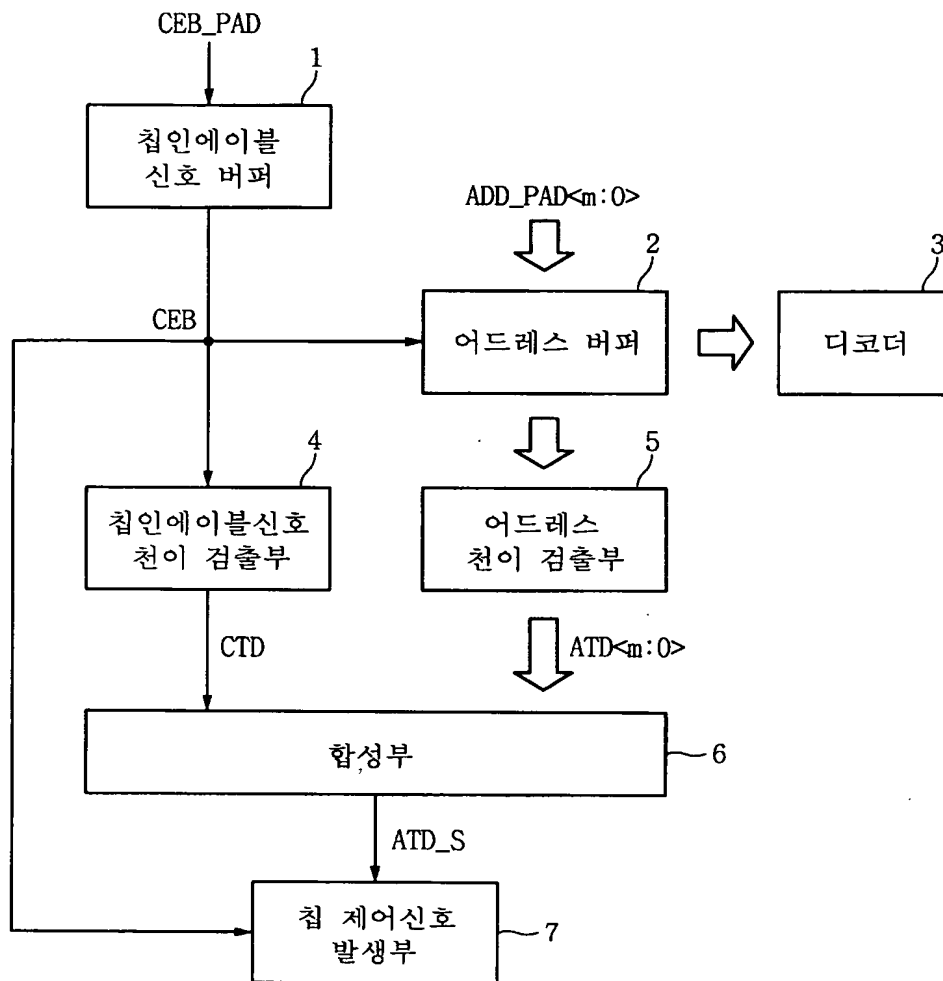 CEB_PAD
1
칩인에이블
신호 버퍼
ADD_PAD<m:0>
2
3
CEB
어드레스 버퍼
디코더
4
5
칩인에이블신호
천이 검출부
어드레스
천이 검출부
CTD
ATD<m:0>
합성부
6
ATD_S
칩 제어신호
발생부
7